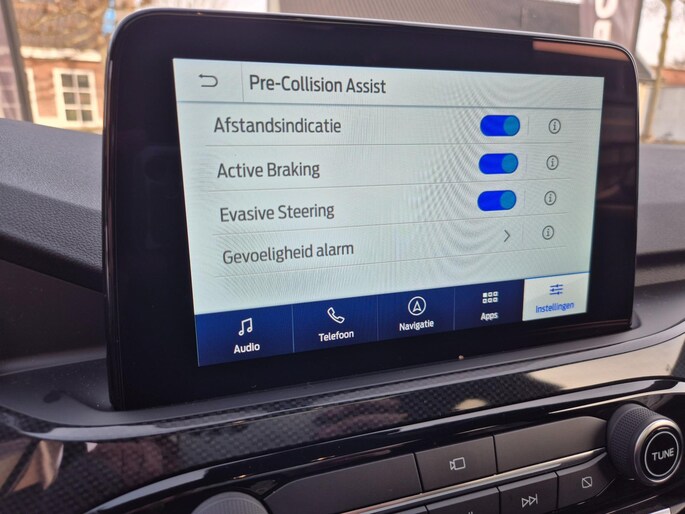 Pre-Collision Assist
Afstandsindicatie
Active Braking
Evasive Steering
Gevoeligheid alarm
Audio
Telefoon
Navigatie
Apps
Instellingen
TUNE